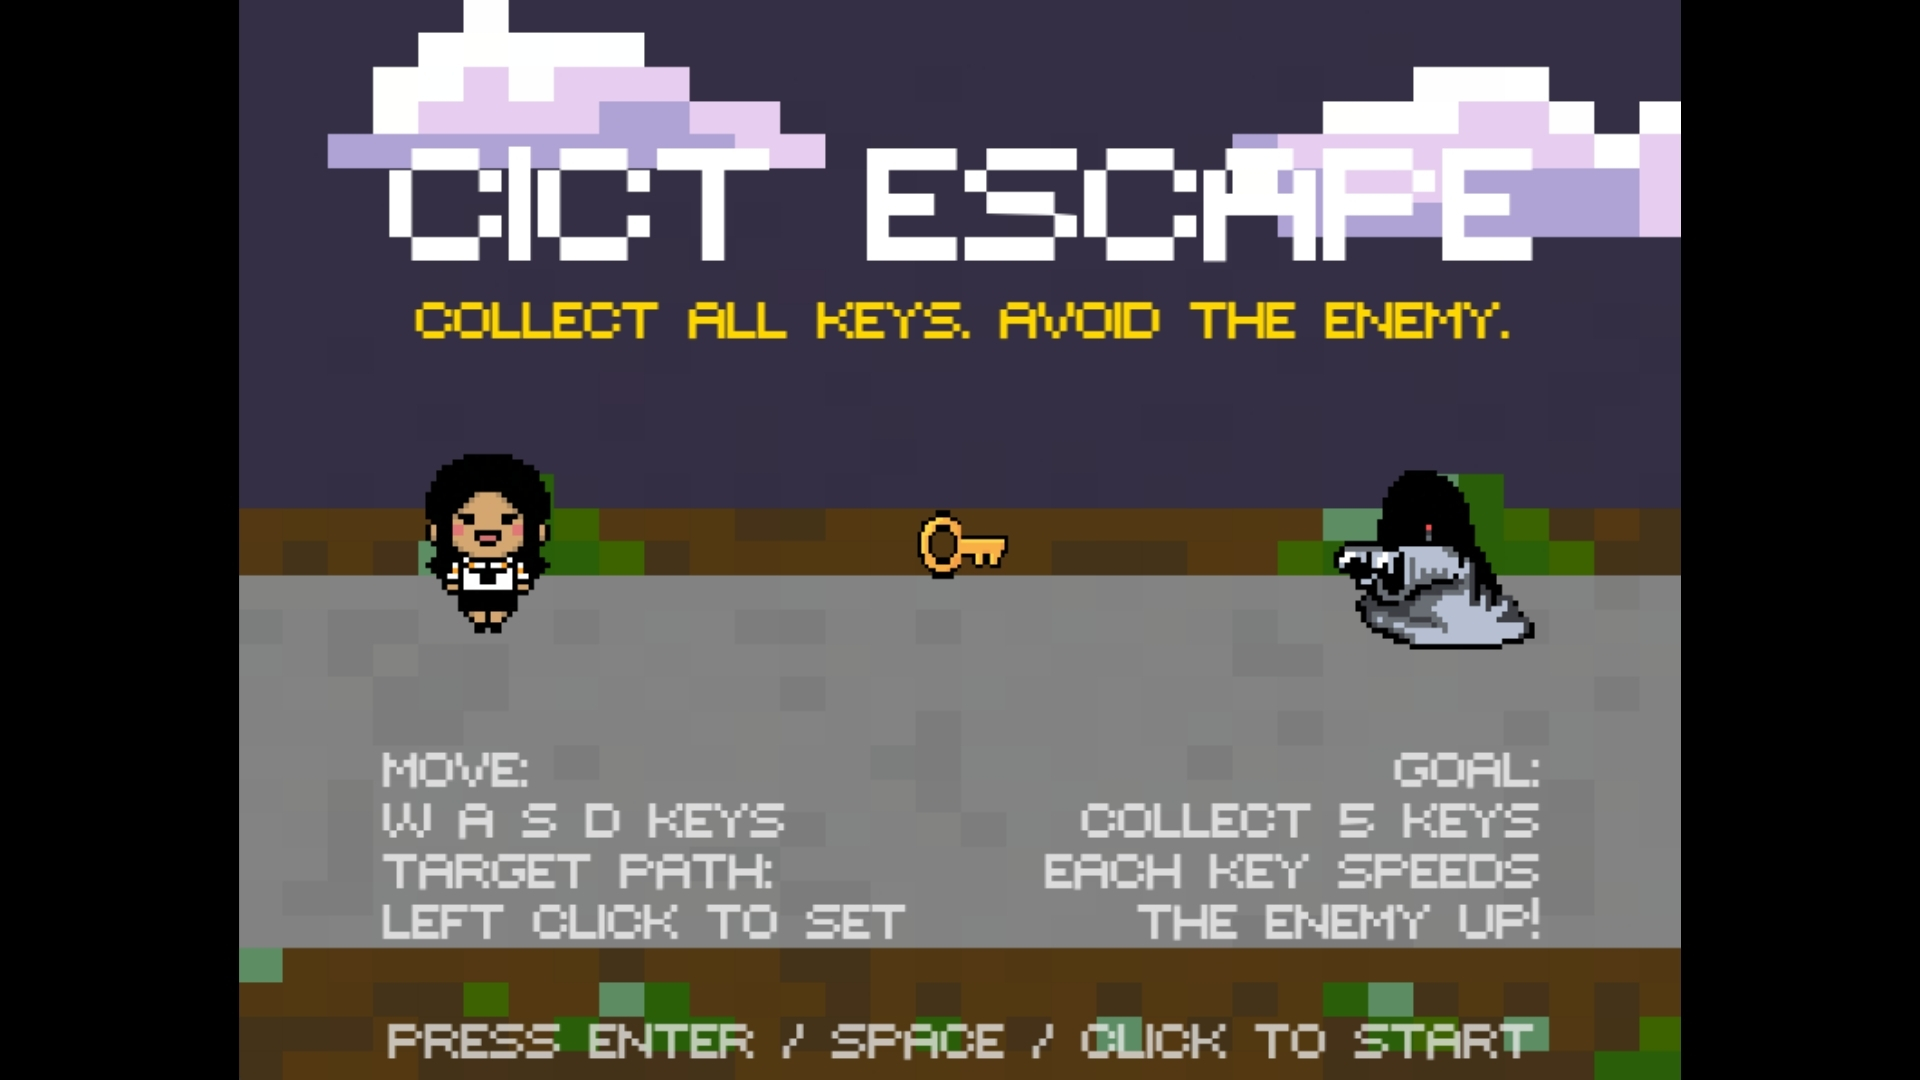 CICT ESCAPE
COLLECT ALL KEYS. AVOID THE ENEMY.
MOVE:
W A S D KEYS
TARGET PATH:
LEFT CLICK TO SET
GOAL:
COLLECT 5 KEYS
EACH KEY SPEEDS
THE ENEMY UP!
PRESS ENTER / SPACE / CLICK TO START